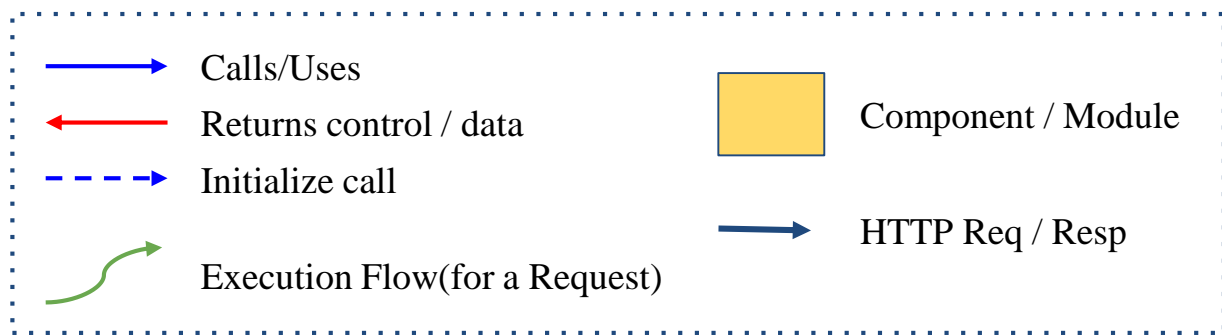 Calls/Uses
Returns control / data
Initialize call
Execution Flow(for a Request)
Component / Module
HTTP Req / Resp